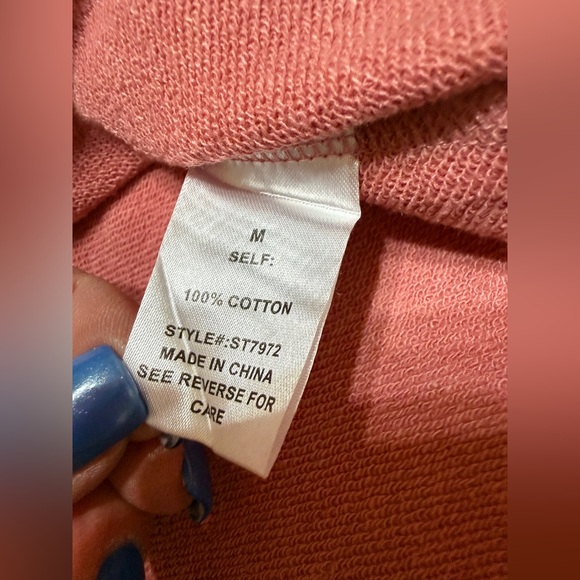 M
SELF:
100% COTTON
STYLE#:ST7972
MADE IN CHINA
SEE REVERSE FOR
CARE